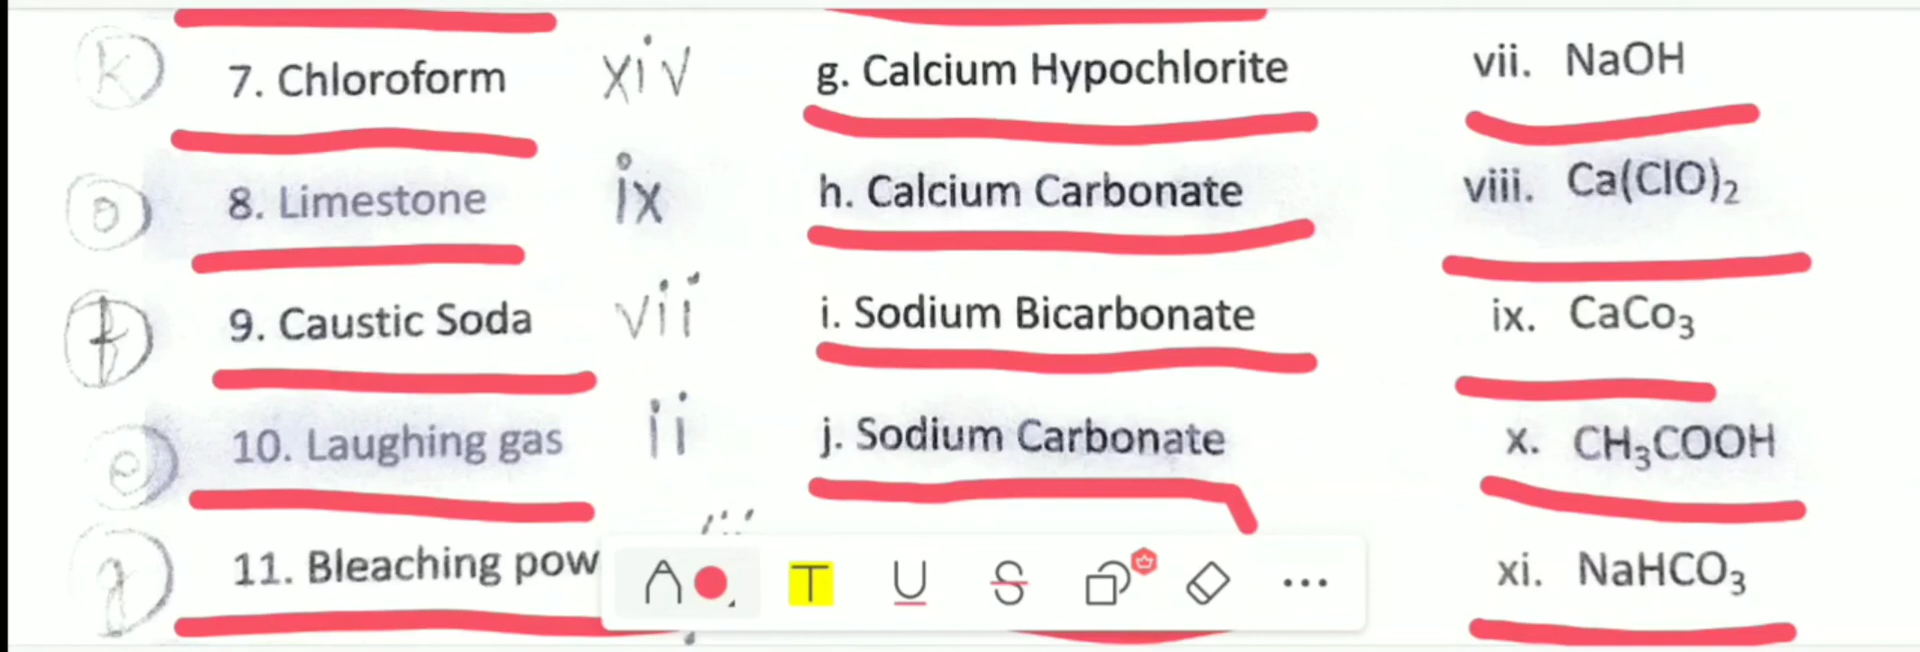 k 7. Chloroform xiv g. Calcium Hypochlorite vii. NaOH
o 8. Limestone ix h. Calcium Carbonate viii. Ca(ClO)2
f 9. Caustic Soda vii i. Sodium Bicarbonate ix. CaCo3
e 10. Laughing gas ii j. Sodium Carbonate x. CH3COOH
11. Bleaching pow xi. NaHCO3